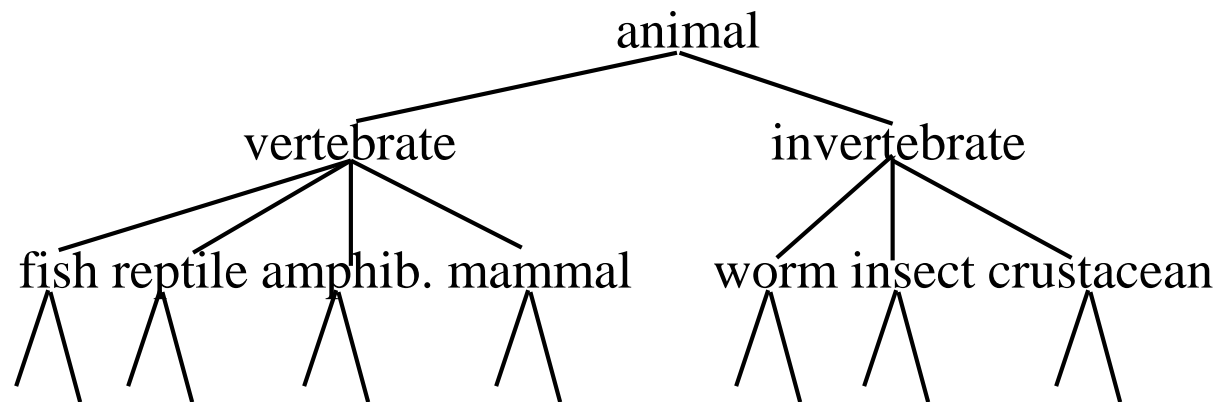 animal
vertebrate invertebrate
fish reptile amphib. mammal worm insect crustacean